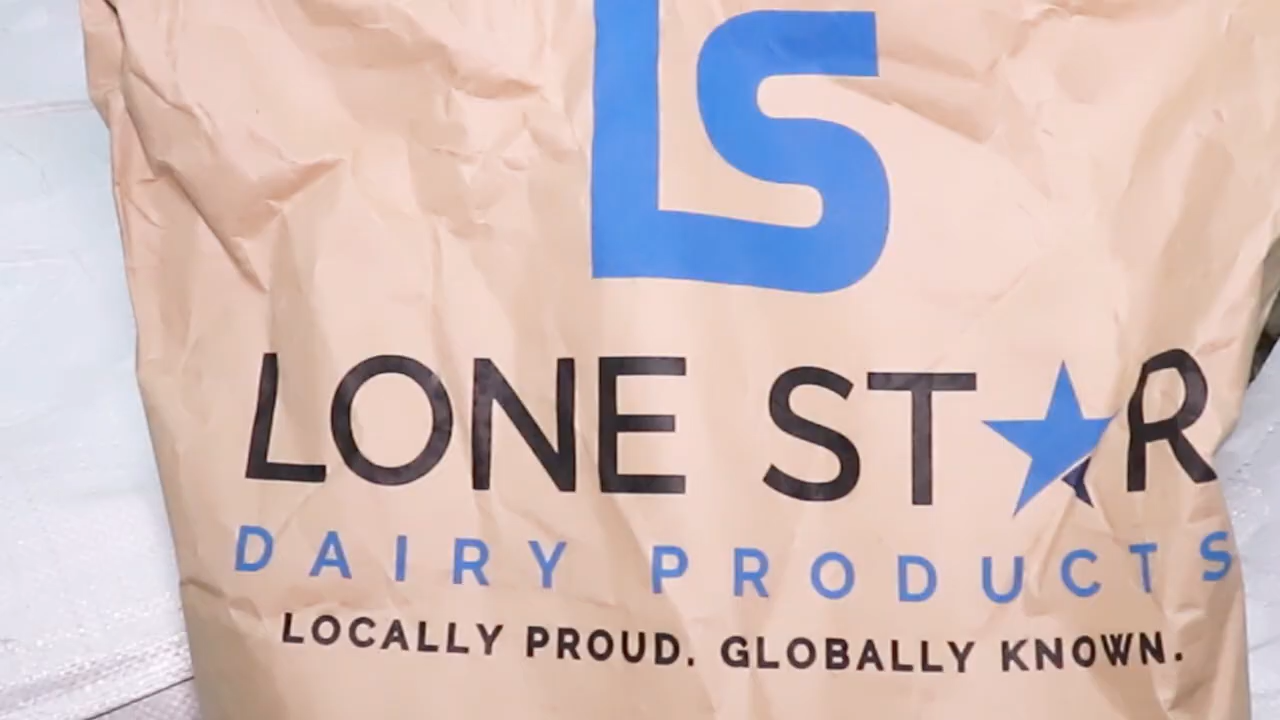 LS
LONE STAR
DAIRY PRODUCTS
LOCALLY PROUD. GLOBALLY KNOWN.